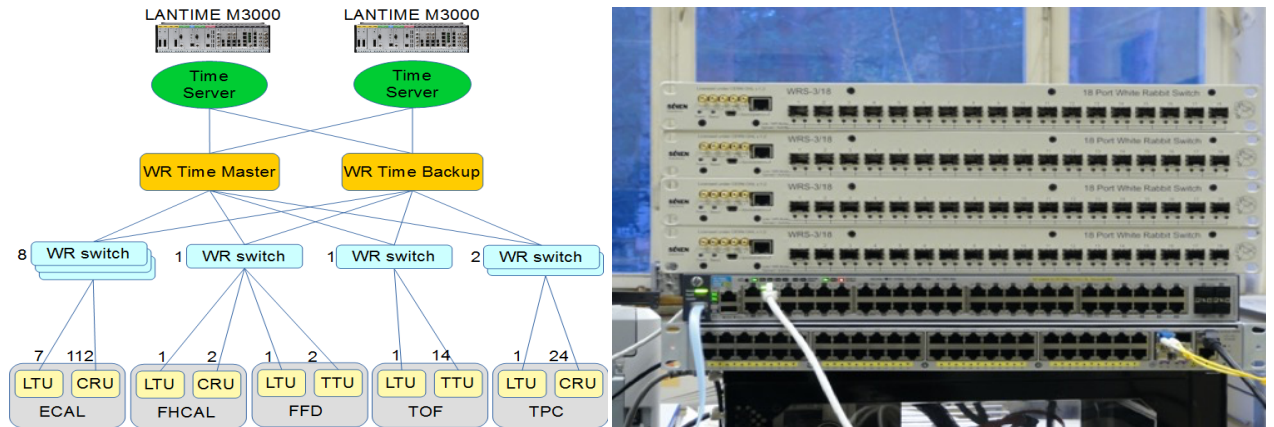 LANTIME M3000
LANTIME M3000
Time
Server
Time
Server
WR Time Master
WR Time Backup
8
WR switch
1
WR switch
1
WR switch
2
WR switch
7
112
1
2
1
2
1
14
1
24
LTU
CRU
LTU
CRU
LTU
TTU
LTU
TTU
LTU
CRU
ECAL
FHCAL
FFD
TOF
TPC
WRS-3/18
18 Port White Rabbit Switch
SEVEN
WRS-3/18
18 Port White Rabbit Switch
SEVEN
WRS-3/18
18 Port White Rabbit Switch
SEVEN
WRS-3/18
18 Port White Rabbit Switch
SEVEN